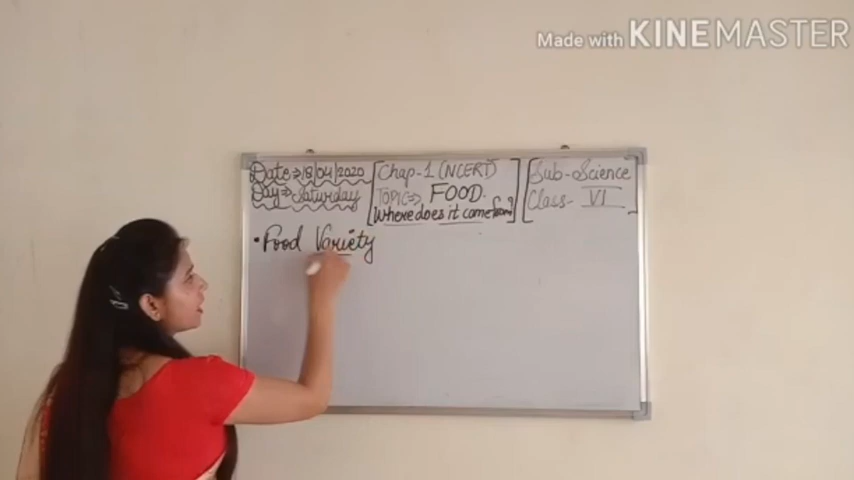 Made with KINEMASTER
Date⇒18/04/2020
Day⇒Saturday
Chap-1 (NCERT)
TOPIC⇒ FOOD.
Where does it come from?
Sub-Science
Class- VI
• Food Variety